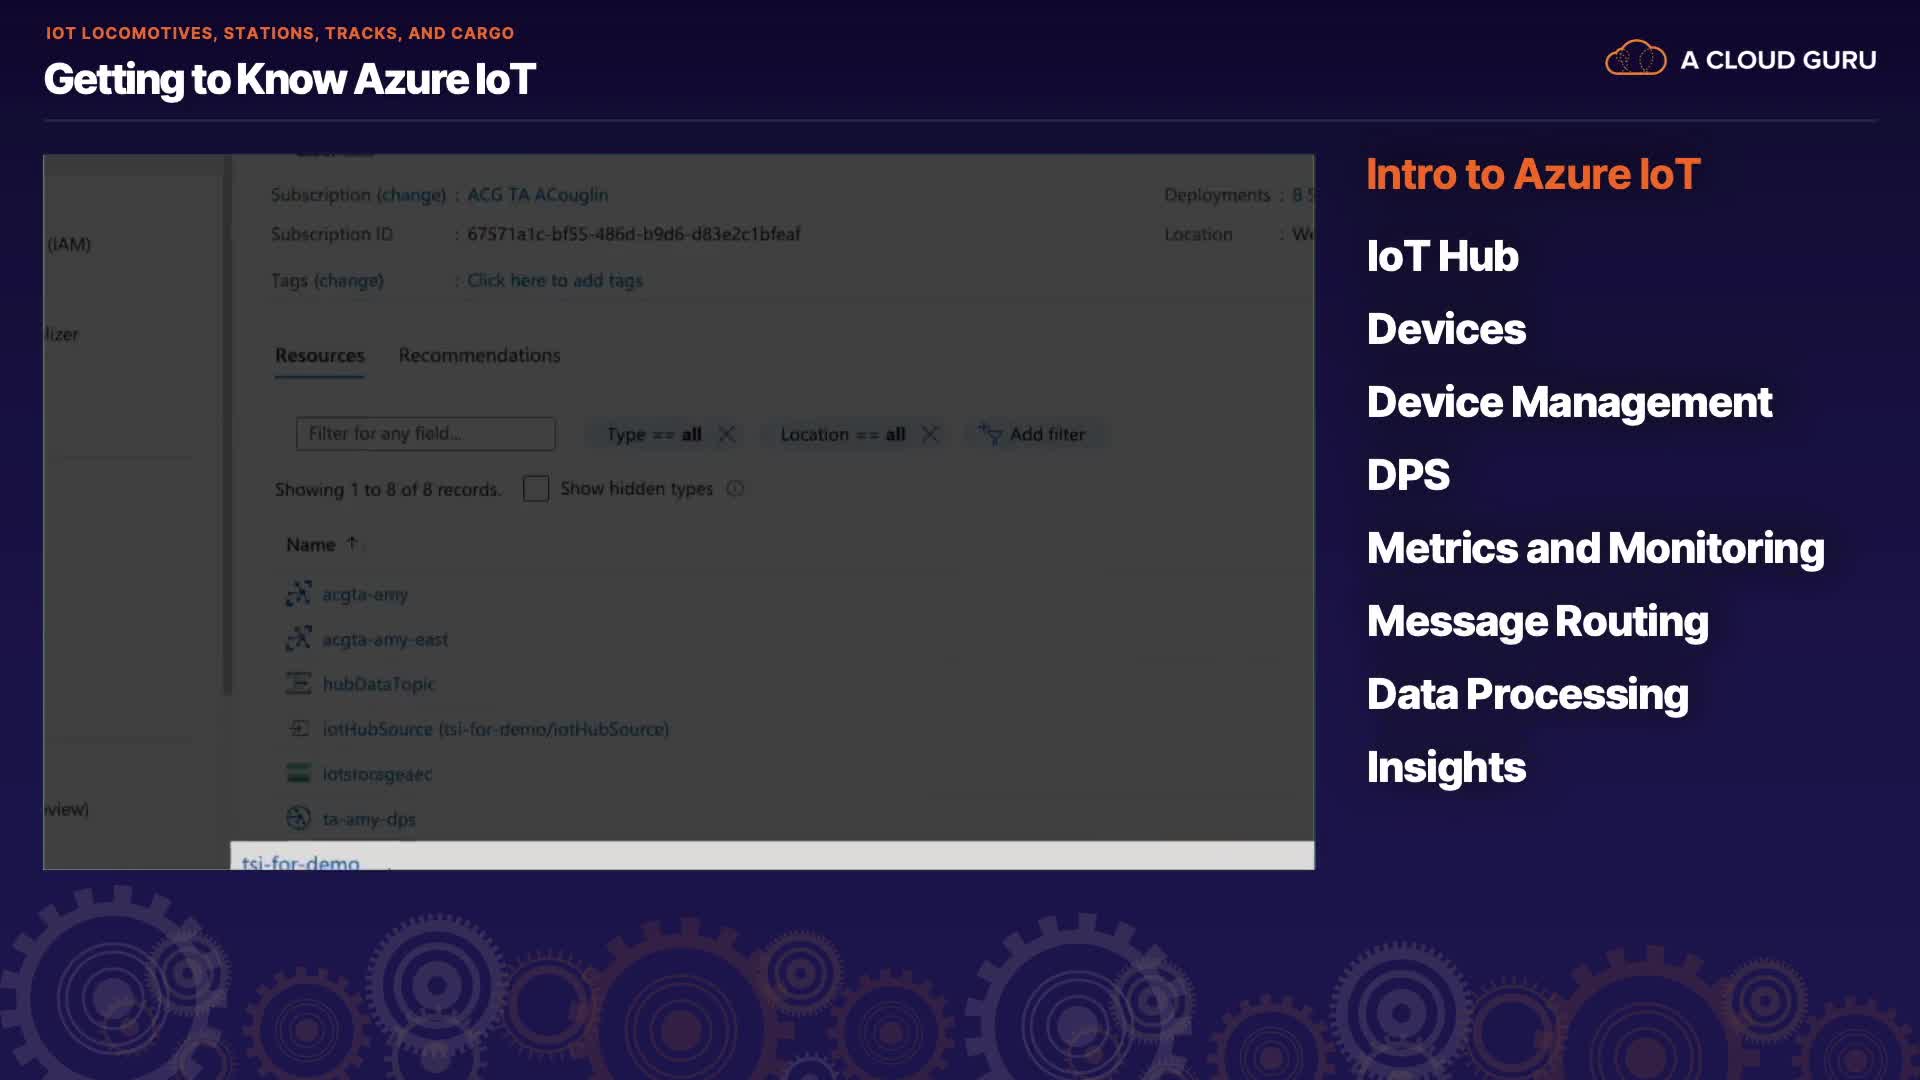 IOT LOCOMOTIVES, STATIONS, TRACKS, AND CARGO
Getting to Know Azure IoT
A CLOUD GURU
Subscription (change) : ACG TA ACouglin
Deployments : 8 S
Subscription ID : 67571a1c-bf55-486d-b9d6-d83e2c1bfeaf
Location : We
(IAM)
Tags (change) : Click here to add tags
lizer
Resources Recommendations
Filter for any field... Type == all Location == all Add filter
Showing 1 to 8 of 8 records. Show hidden types
Name
acgta-amy
acgta-amy-east
hubDataTopic
iotHubSource (tsi-for-demo/iotHubSource)
iotstorageaec
view)
ta-amy-dps
tsi-for-demo
Intro to Azure IoT
IoT Hub
Devices
Device Management
DPS
Metrics and Monitoring
Message Routing
Data Processing
Insights